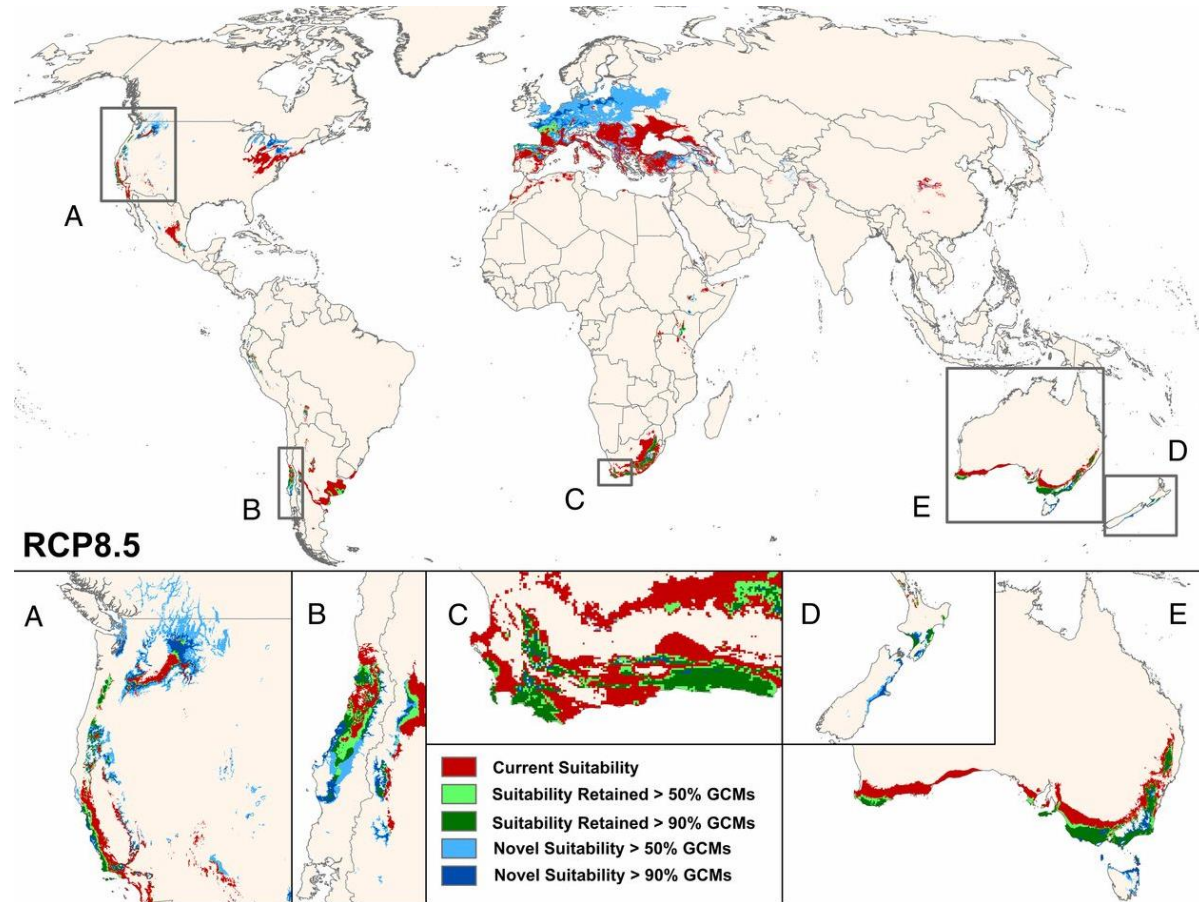 A
B
C
D
E
RCP8.5
A
B
C
D
E
Current Suitability
Suitability Retained > 50% GCMs
Suitability Retained > 90% GCMs
Novel Suitability > 50% GCMs
Novel Suitability > 90% GCMs